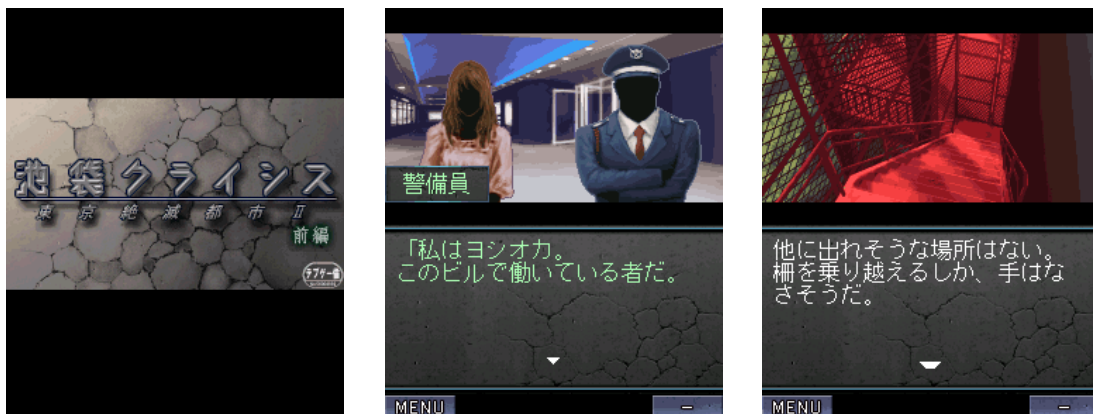 池袋クライシス
東京絶滅都市Ⅱ
前編
警備員
「私はヨシオカ。
このビルで働いている者だ。
MENU
他に出れそうな場所はない。
柵を乗り越えるしか、手はな
さそうだ。
MENU